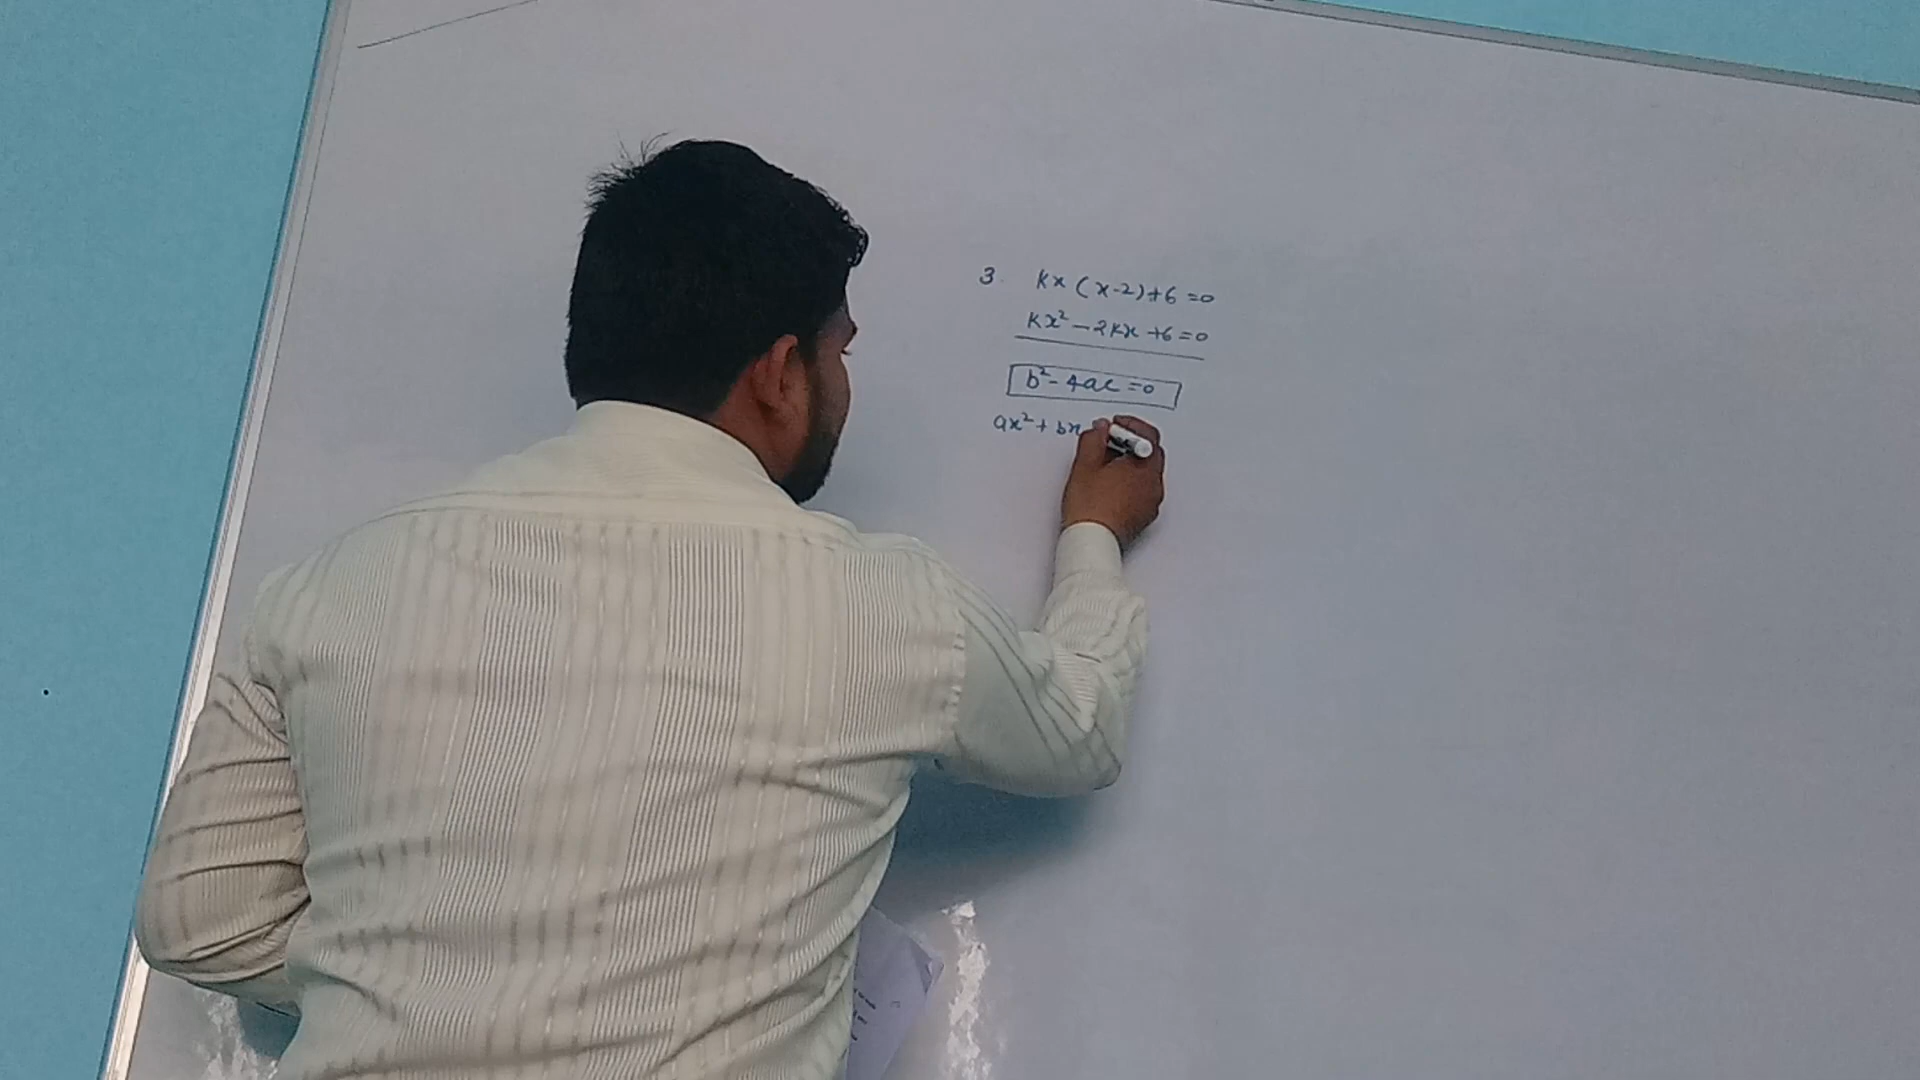 3. kx (x-2)+6 =0
kx² - 2kx +6 =0
b² - 4ac =0
ax² + bx